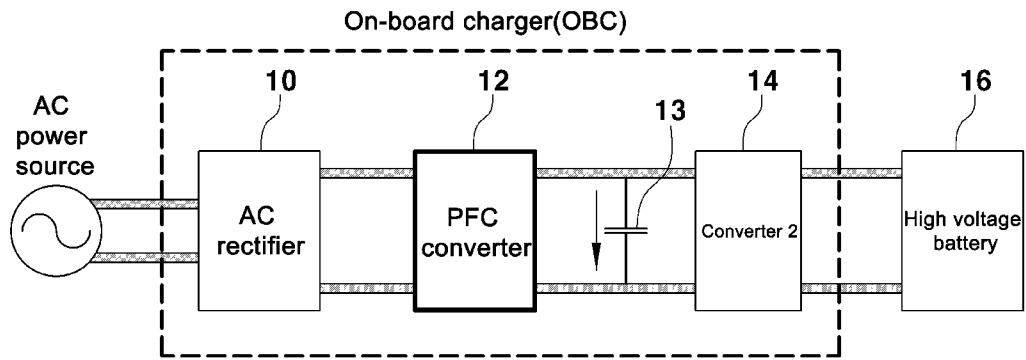 On-board charger(OBC)
10
12
13
14
16
AC
power
source
AC
rectifier
PFC
converter
Converter 2
High voltage
battery